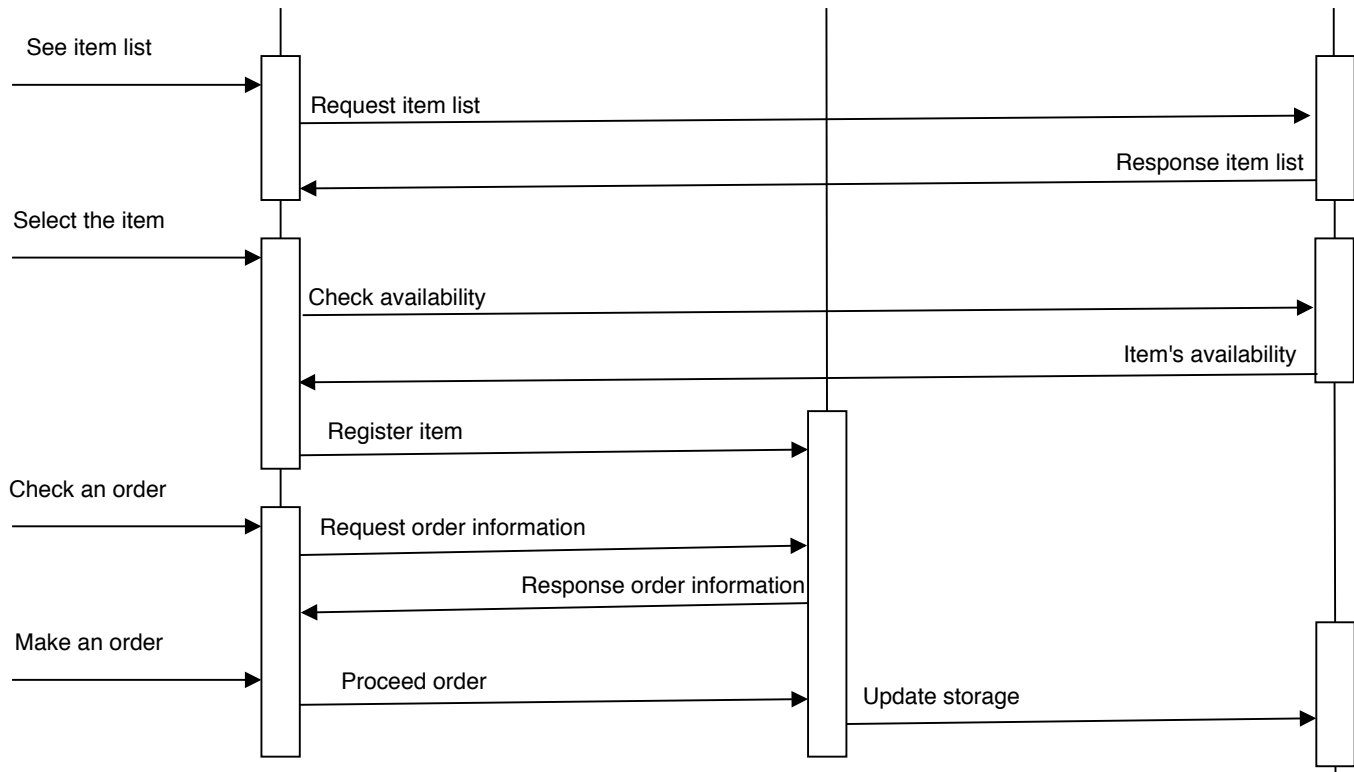 See item list
Request item list
Response item list
Select the item
Check availability
Item's availability
Register item
Check an order
Request order information
Response order information
Make an order
Proceed order
Update storage